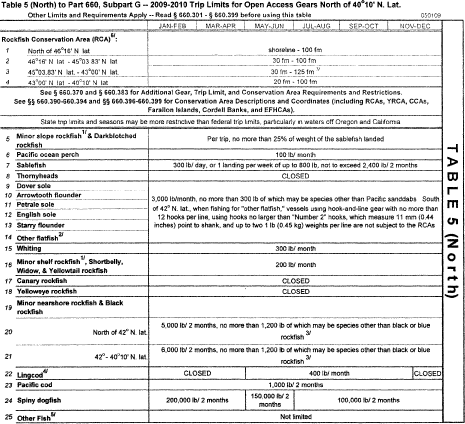 Table 5 (North) to Part 660, Subpart G -- 2009-2010 Trip Limits for Open Access Gears North of 40°10' N. Lat.
Other Limits and Requirements Apply -- Read § 660.301 - § 660.399 before using this table
050109
JAN-FEB MAR-APR MAY-JUN JUL-AUG SEP-OCT NOV-DEC
Rockfish Conservation Area (RCA)6/:
1 North of 46°16' N. lat. shoreline - 100 fm
2 46°16' N. lat. - 45°03.83' N. lat. 30 fm - 100 fm
3 45°03.83' N. lat. - 43°00' N. lat. 30 fm - 125 fm 7/
4 43°00' N. lat. - 40°10' N. lat. 20 fm - 100 fm
See §§ 660.370 and § 660.383 for Additional Gear, Trip Limit, and Conservation Area Requirements and Restrictions.
See §§ 660.390-660.394 and §§ 660.396-660.399 for Conservation Area Descriptions and Coordinates (including RCAs, YRCA, CCAs,
Farallon Islands, Cordell Banks, and EFHCAs).
State trip limits and seasons may be more restrictive than federal trip limits, particularly in waters off Oregon and California
5 Minor slope rockfish1/ & Darkblotched
rockfish
Per trip, no more than 25% of weight of the sablefish landed
6 Pacific ocean perch 100 lb/ month
7 Sablefish 300 lb/ day, or 1 landing per week of up to 800 lb, not to exceed 2,400 lb/ 2 months
8 Thornyheads CLOSED
9 Dover sole
10 Arrowtooth flounder
11 Petrale sole
12 English sole
13 Starry flounder
14 Other flatfish2/
3,000 lb/month, no more than 300 lb of which may be species other than Pacific sanddabs. South
of 42° N. lat., when fishing for "other flatfish," vessels using hook-and-line gear with no more than
12 hooks per line, using hooks no larger than "Number 2" hooks, which measure 11 mm (0.44
inches) point to shank, and up to two 1 lb (0.45 kg) weights per line are not subject to the RCAs
15 Whiting 300 lb/ month
16 Minor shelf rockfish1/, Shortbelly,
Widow, & Yellowtail rockfish
200 lb/ month
17 Canary rockfish CLOSED
18 Yelloweye rockfish CLOSED
19 Minor nearshore rockfish & Black
rockfish
20 North of 42° N. lat.
5,000 lb/ 2 months, no more than 1,200 lb of which may be species other than black or blue
rockfish 3/
21 42° - 40°10' N. lat.
6,000 lb/ 2 months, no more than 1,200 lb of which may be species other than black or blue
rockfish 3/
22 Lingcod4/ CLOSED 400 lb/ month CLOSED
23 Pacific cod 1,000 lb/ 2 months
24 Spiny dogfish 200,000 lb/ 2 months 150,000 lb/ 2
months 100,000 lb/ 2 months
25 Other Fish5/ Not limited
TABLE 5 (North)